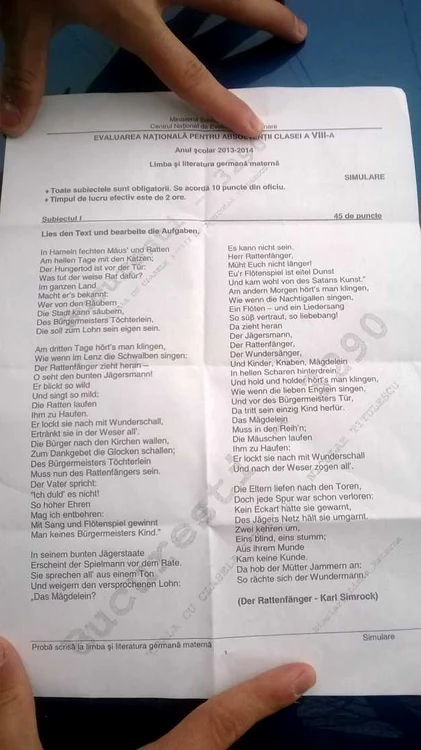 Centrul Național de
EVALUAREA NAȚIONALĂ PENTRU ABSOLVENȚII CLASEI A VIII-A
Anul școlar 2013-2014
Limba și literatura germană maternă
SIMULARE
• Toate subiectele sunt obligatorii. Se acordă 10 puncte din oficiu.
• Timpul de lucru efectiv este de 2 ore.
Subiectul I
45 de puncte
Lies den Text und bearbeite die Aufgaben.
In Hameln fechten Mäus' und Ratten
Am hellen Tage mit den Katzen;
Der Hungertod ist vor der Tür:
Was tut der weise Rat dafür?
Im ganzen Land
Macht er's bekannt:
Wer von den Räubern
Die Stadt kann säubern,
Des Bürgermeisters Töchterlein,
Die soll zum Lohn sein eigen sein.
Am dritten Tage hört's man klingen,
Wie wenn im Lenz die Schwalben singen:
Der Rattenfänger zieht heran –
O seht den bunten Jägersmann!
Er blickt so wild
Und singt so mild:
Die Ratten laufen
Ihm zu Haufen.
Er lockt sie nach mit Wunderschall,
Ertränkt sie in der Weser all'.
Die Bürger nach den Kirchen wallen,
Zum Dankgebet die Glocken schallen;
Des Bürgermeisters Töchterlein
Muss nun des Rattenfängers sein.
Der Vater spricht:
"Ich duld' es nicht!
So hoher Ehren
Mag ich entbehren:
Mit Sang und Flötenspiel gewinnt
Man keines Bürgermeisters Kind."
In seinem bunten Jägerstaate
Erscheint der Spielmann vor dem Rate.
Sie sprechen all' aus einem Ton
Und weigern den versprochenen Lohn:
„Das Mägdelein?
Es kann nicht sein.
Herr Rattenfänger,
Müht Euch nicht länger!
Eu'r Flötenspiel ist eitel Dunst
Und kam wohl von des Satans Kunst."
Am andern Morgen hört's man klingen,
Wie wenn die Nachtigallen singen,
Ein Flöten – und ein Liedersang
So süß vertraut, so liebebang!
Da zieht heran
Der Jägersmann,
Der Rattenfänger,
Der Wundersänger,
Und Kinder, Knaben, Mägdelein
In hellen Scharen hinterdrein.
Und hold und holder hört's man klingen,
Wie wenn die lieben Englein singen,
Und vor des Bürgermeisters Tür,
Da tritt sein einzig Kind herfür.
Das Mägdelein
Muss in den Reih'n;
Die Mäuschen laufen
Ihm zu Haufen:
Er lockt sie nach mit Wunderschall
Und nach der Weser zogen all'.
Die Eltern liefen nach den Toren,
Doch jede Spur war schon verloren:
Kein Eckart hatte sie gewarnt,
Des Jägers Netz hält sie umgarnt.
Zwei kehren um,
Eins blind, eins stumm;
Aus ihrem Munde
Kam keine Kunde.
Da hob der Mütter Jammern an:
So rächte sich der Wundermann.
(Der Rattenfänger - Karl Simrock)
Probă scrisă la limba și literatura germană maternă
Simulare
1